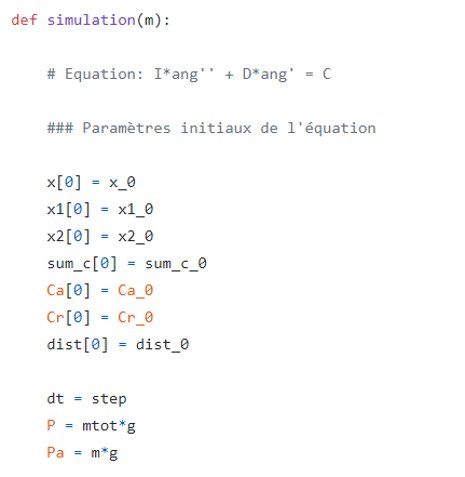 def simulation(m):
# Equation: I*ang'' + D*ang' = C
### Paramètres initiaux de l'équation
x[0] = x_0
x1[0] = x1_0
x2[0] = x2_0
sum_c[0] = sum_c_0
Ca[0] = Ca_0
Cr[0] = Cr_0
dist[0] = dist_0
dt = step
P = mtot*g
Pa = m*g